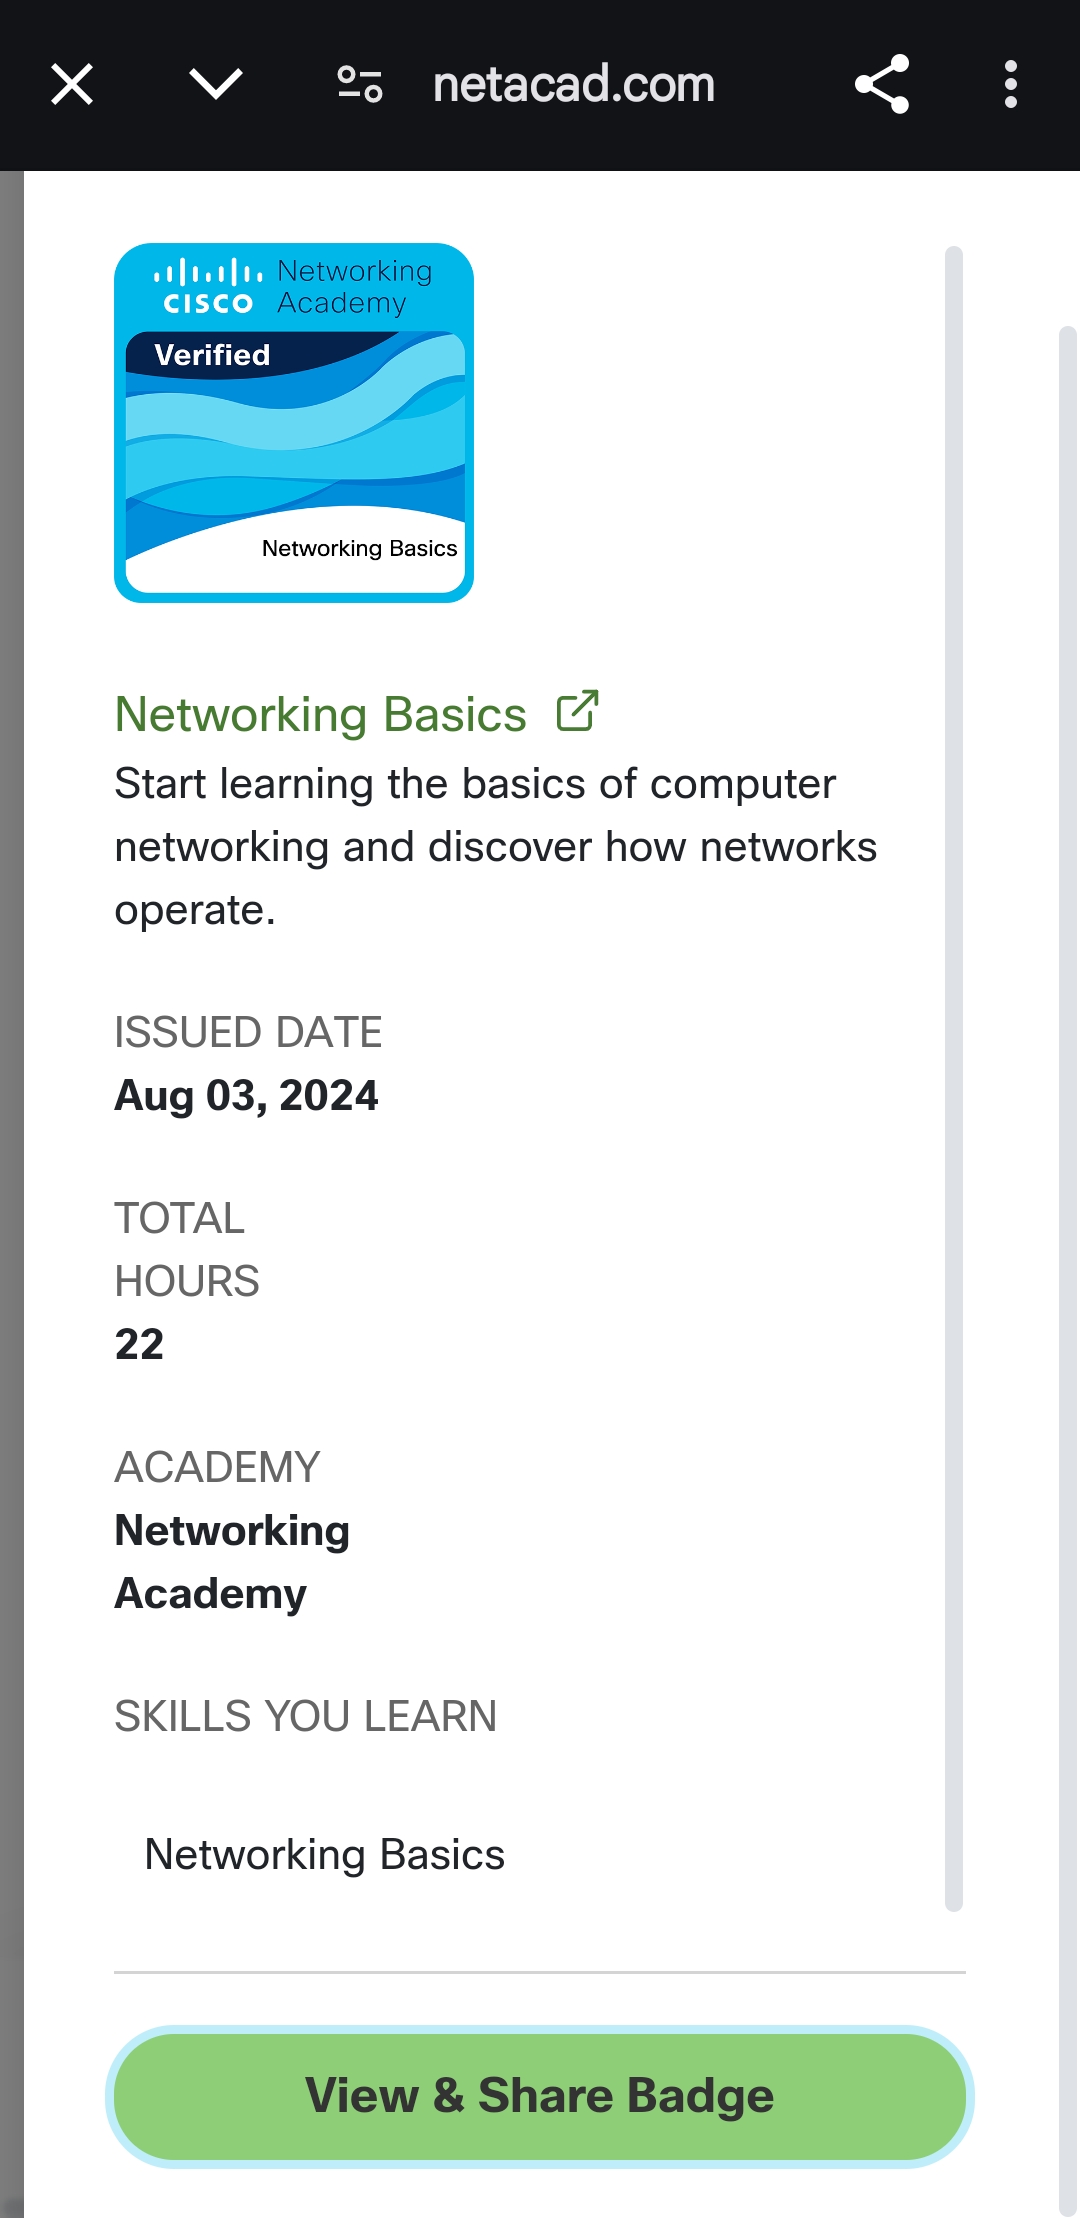 netacad.com
CISCO Networking
Academy
Verified
Networking Basics
Networking Basics
Start learning the basics of computer
networking and discover how networks
operate.
ISSUED DATE
Aug 03, 2024
TOTAL
HOURS
22
ACADEMY
Networking
Academy
SKILLS YOU LEARN
Networking Basics
View & Share Badge